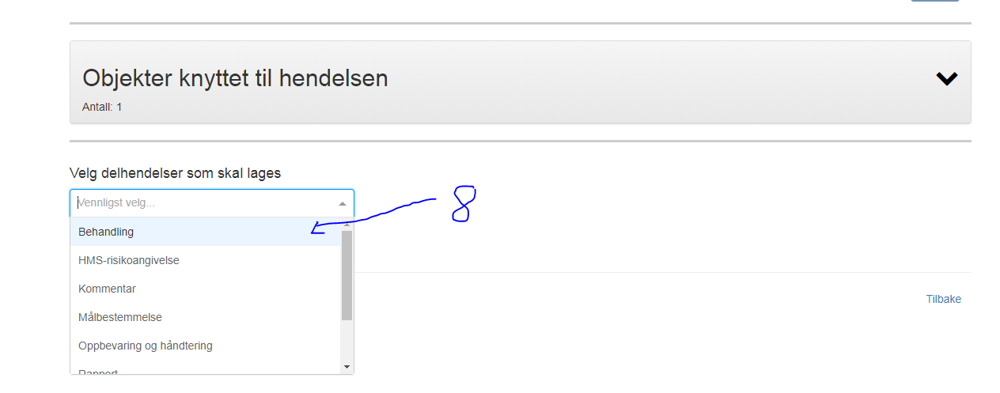 Objekter knyttet til hendelsen
Antall: 1
Velg delhendelser som skal lages
Vennligst velg...
8
Behandling
HMS-risikoangivelse
Kommentar
Tilbake
Målbestemmelse
Oppbevaring og håndtering
Rapport